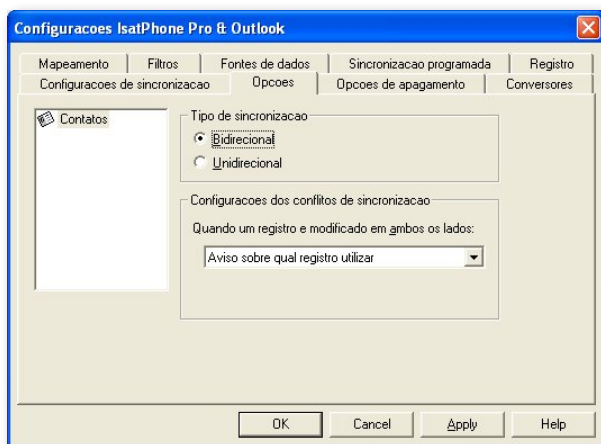 Configuracoes IsatPhone Pro & Outlook
Mapeamento Filtros Fontes de dados Sincronizacao programada Registro
Configuracoes de sincronizacao Opcoes Opcoes de apagamento Conversores
Contatos
Tipo de sincronizacao
Bidirecional
Unidirecional
Configuracoes dos conflitos de sincronizacao
Quando um registro e modificado em ambos os lados:
Aviso sobre qual registro utilizar
OK Cancel Apply Help